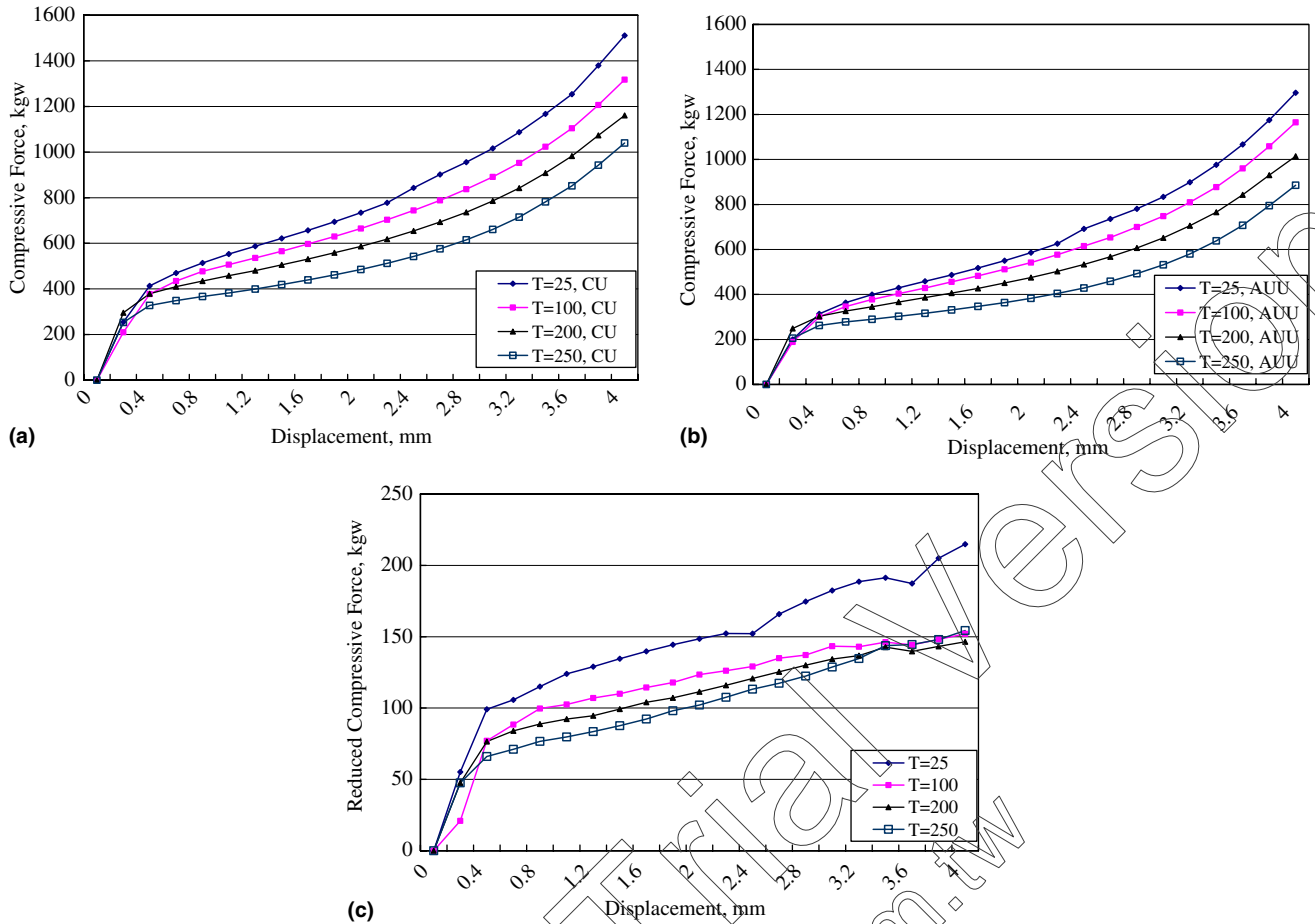 1600
1400
1200
1000
800
600
400
200
0
Compressive Force, kgw
T=25, CU
T=100, CU
T=200, CU
T=250, CU
0
0.4
0.8
1.2
1.6
2
2.4
2.8
3.2
3.6
4
Displacement, mm
(a)
1600
1400
1200
1000
800
600
400
200
0
Compressive Force, kgw
T=25, AUU
T=100, AUU
T=200, AUU
T=250, AUU
0
0.4
0.8
1.2
1.6
2
2.4
2.8
3.2
3.6
4
Displacement, mm
(b)
250
200
150
100
50
0
Reduced Compressive Force, kgw
T=25
T=100
T=200
T=250
0
0.4
0.8
1.2
1.6
2
2.4
2.8
3.2
3.6
4
Displacement, mm
(c)
Trial Version
m.tw